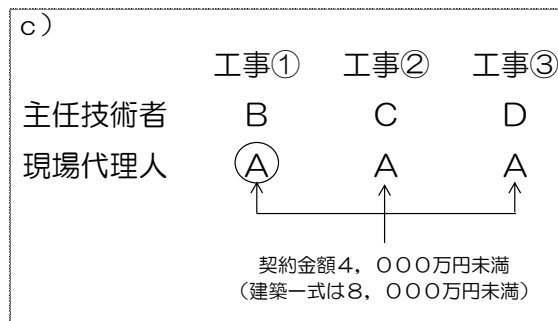 c)
工事① 工事② 工事③
主任技術者 B C D
現場代理人 A A A
契約金額4,000万円未満
(建築一式は8,000万円未満)